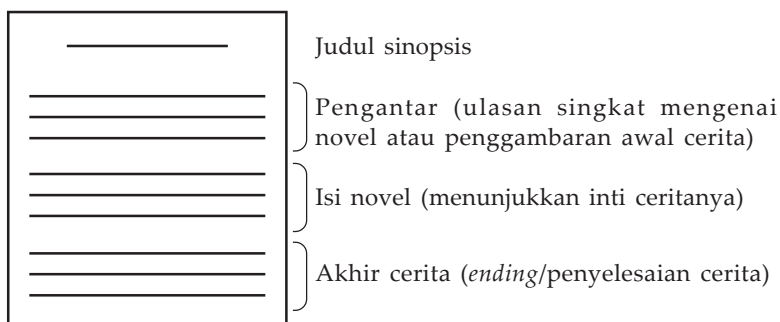 Judul sinopsis
Pengantar (ulasan singkat mengenai
novel atau penggambaran awal cerita)
Isi novel (menunjukkan inti ceritanya)
Akhir cerita (ending/penyelesaian cerita)